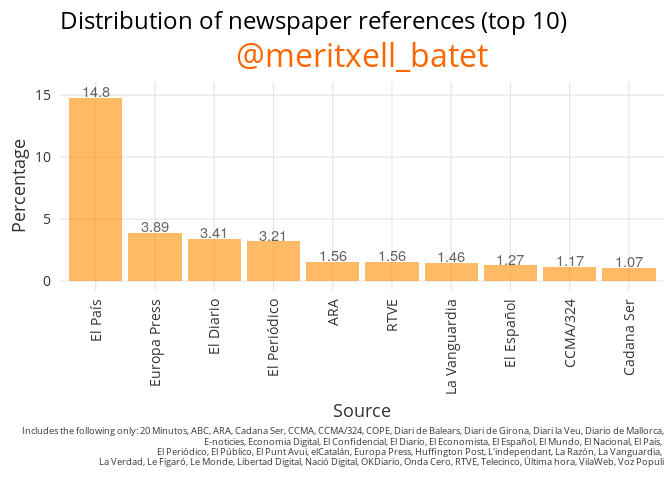 Distribution of newspaper references (top 10)
@meritxell_batet
Percentage
15
10
5
0
14.8
3.89
3.41
3.21
1.56
1.56
1.46
1.27
1.17
1.07
El País
Europa Press
El Diario
El Periódico
ARA
RTVE
La Vanguardia
El Español
CCMA/324
Cadana Ser
Source
Includes the following only: 20 Minutos, ABC, ARA, Cadana Ser, CCMA, CCMA/324, COPE, Diari de Balears, Diari de Girona, Diari la Veu, Diario de Mallorca,
E-noticies, Economia Digital, El Confidencial, El Diario, El Economista, El Español, El Mundo, El Nacional, El País,
El Periódico, El Público, El Punt Avui, elCatalán, Europa Press, Huffington Post, L'independant, La Razón, La Vanguardia,
La Verdad, Le Figaró, Le Monde, Libertad Digital, Nació Digital, OKDiario, Onda Cero, RTVE, Telecinco, Última hora, VilaWeb, Voz Populi